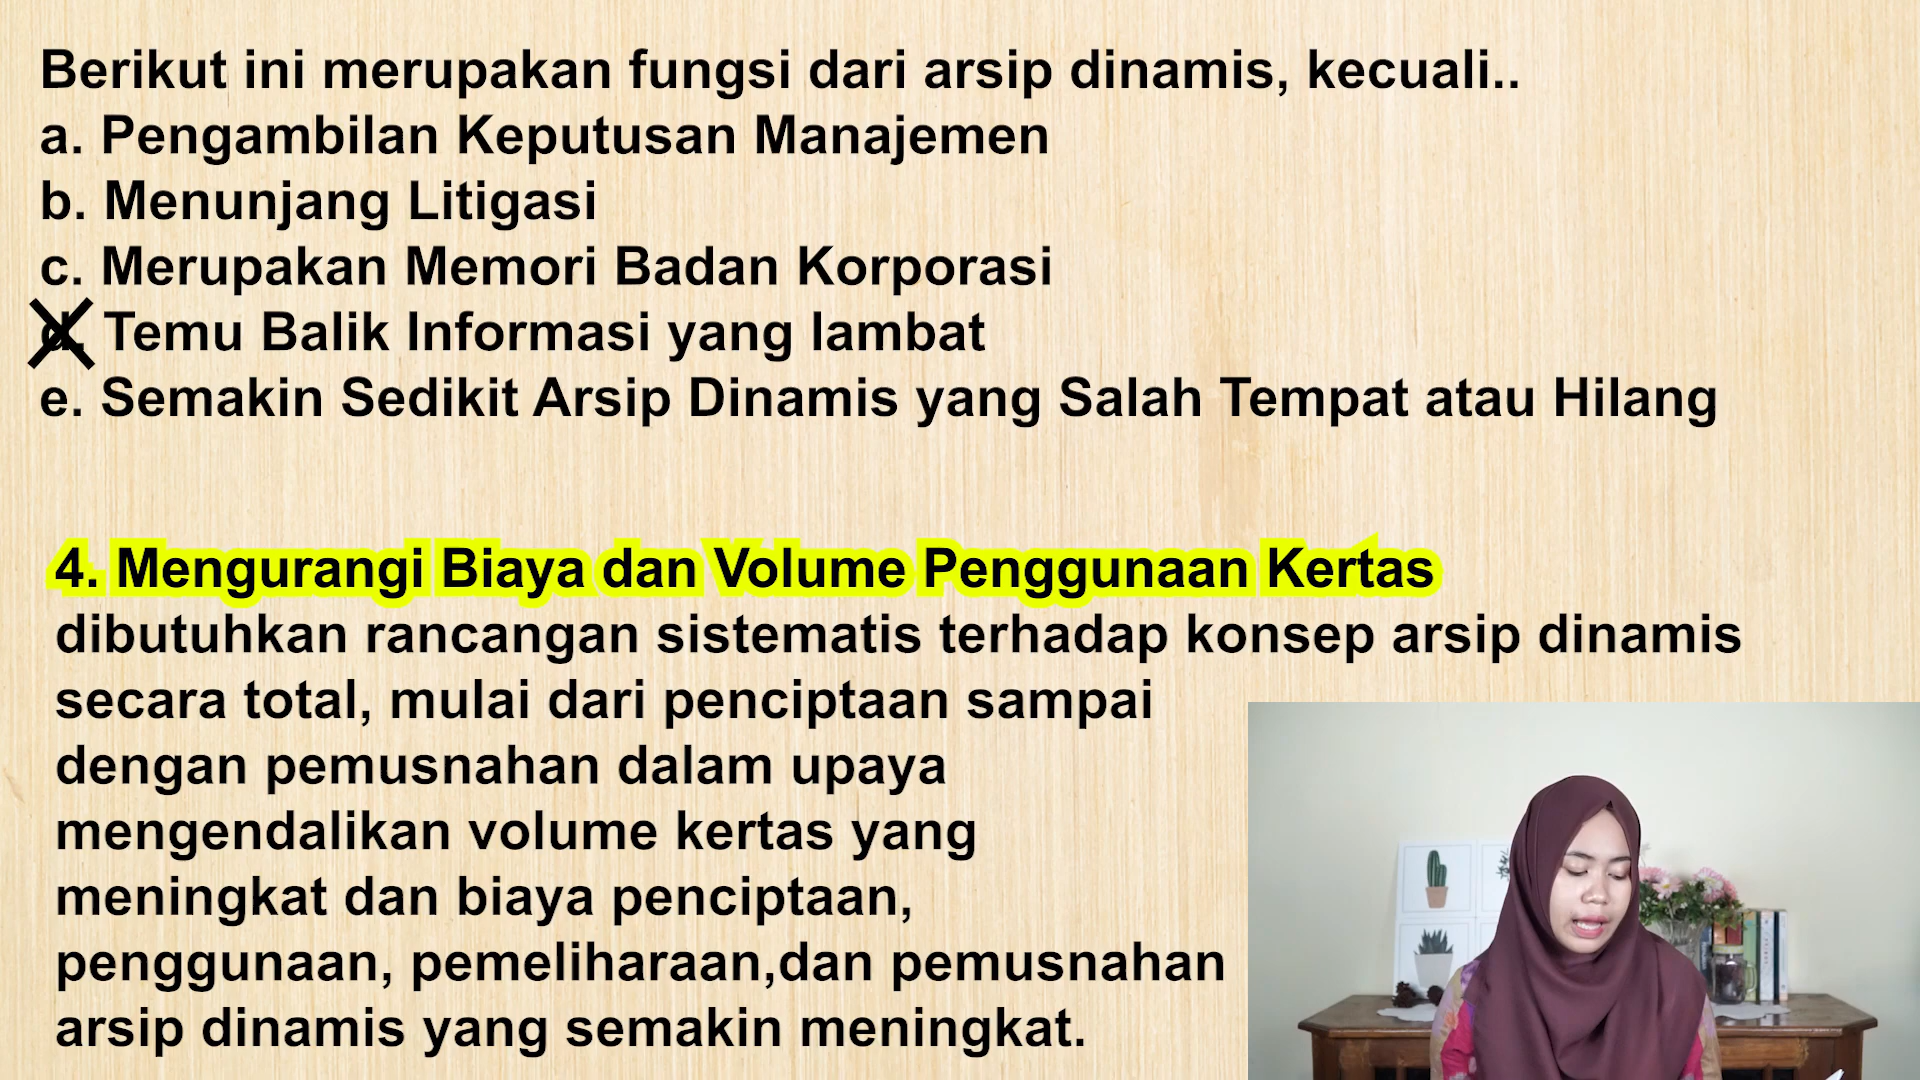 Berikut ini merupakan fungsi dari arsip dinamis, kecuali..
a. Pengambilan Keputusan Manajemen
b. Menunjang Litigasi
c. Merupakan Memori Badan Korporasi
d. Temu Balik Informasi yang lambat
e. Semakin Sedikit Arsip Dinamis yang Salah Tempat atau Hilang
4. Mengurangi Biaya dan Volume Penggunaan Kertas
dibutuhkan rancangan sistematis terhadap konsep arsip dinamis
secara total, mulai dari penciptaan sampai
dengan pemusnahan dalam upaya
mengendalikan volume kertas yang
meningkat dan biaya penciptaan,
penggunaan, pemeliharaan,dan pemusnahan
arsip dinamis yang semakin meningkat.